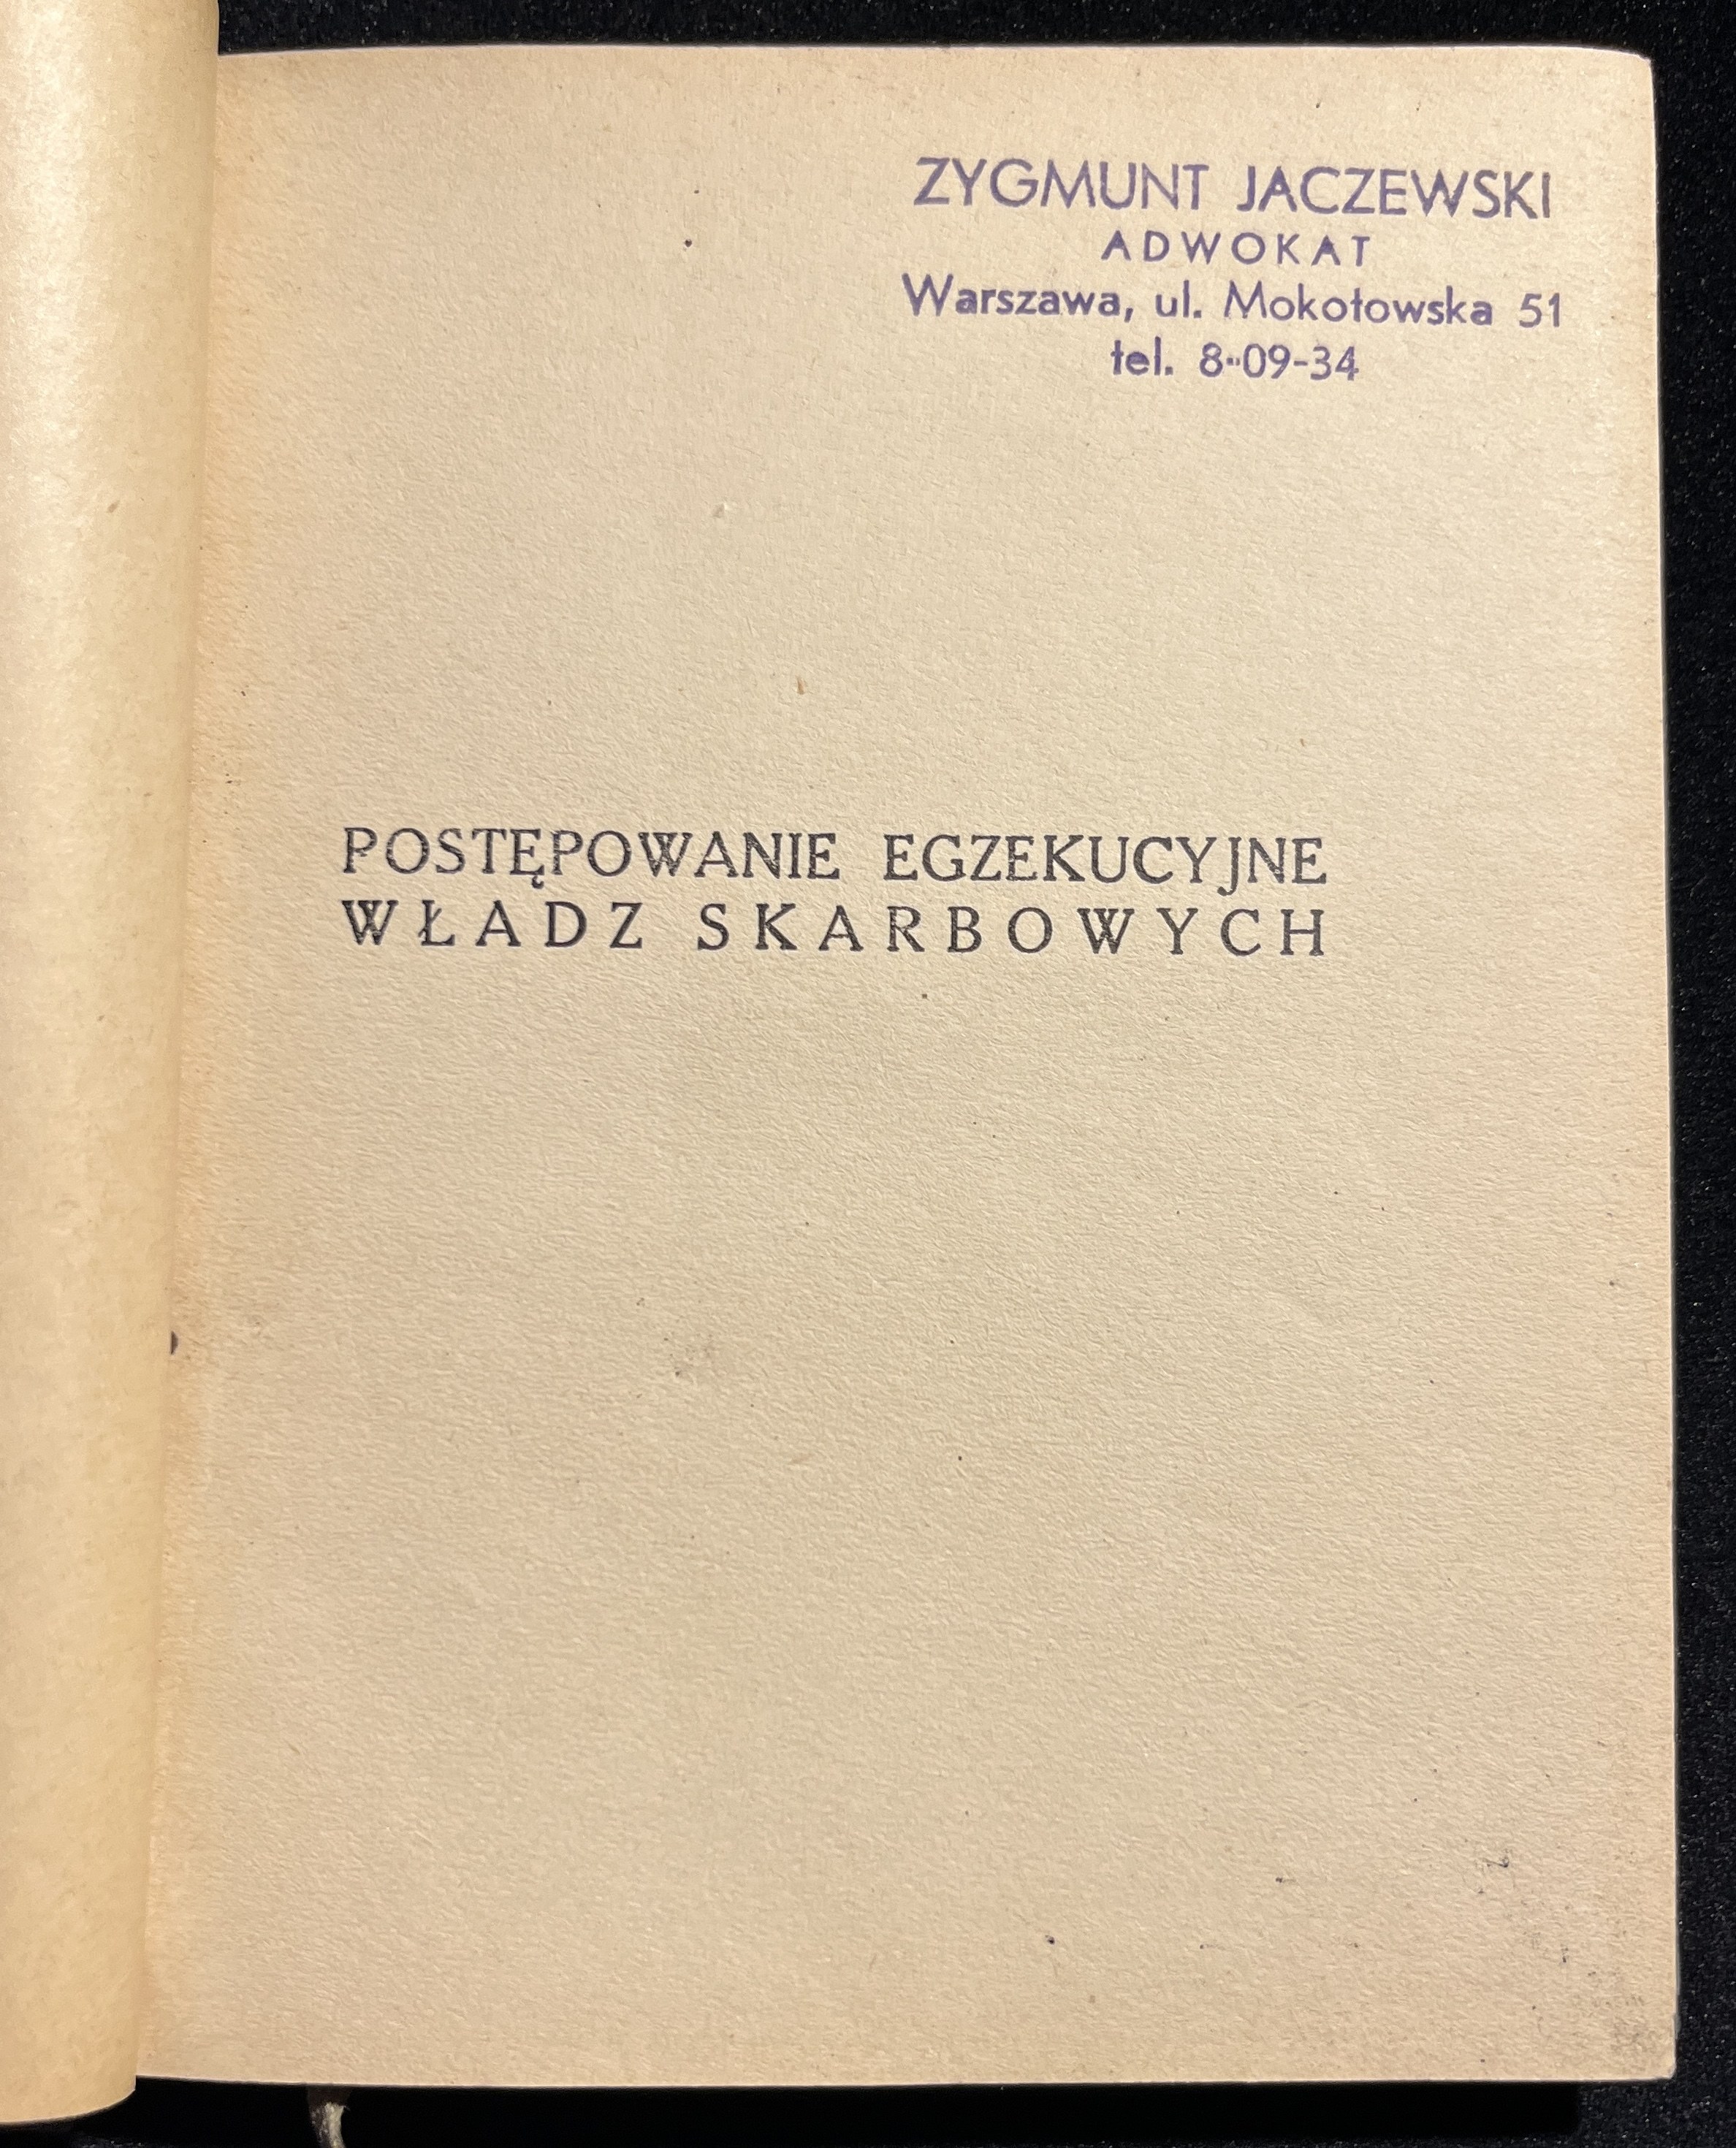 ZYGMUNT JACZEWSKI
ADWOKAT
Warszawa, ul. Mokotowska 51
tel. 8-09-34
POSTĘPOWANIE EGZEKUCYJNE
WŁADZ SKARBOWYCH